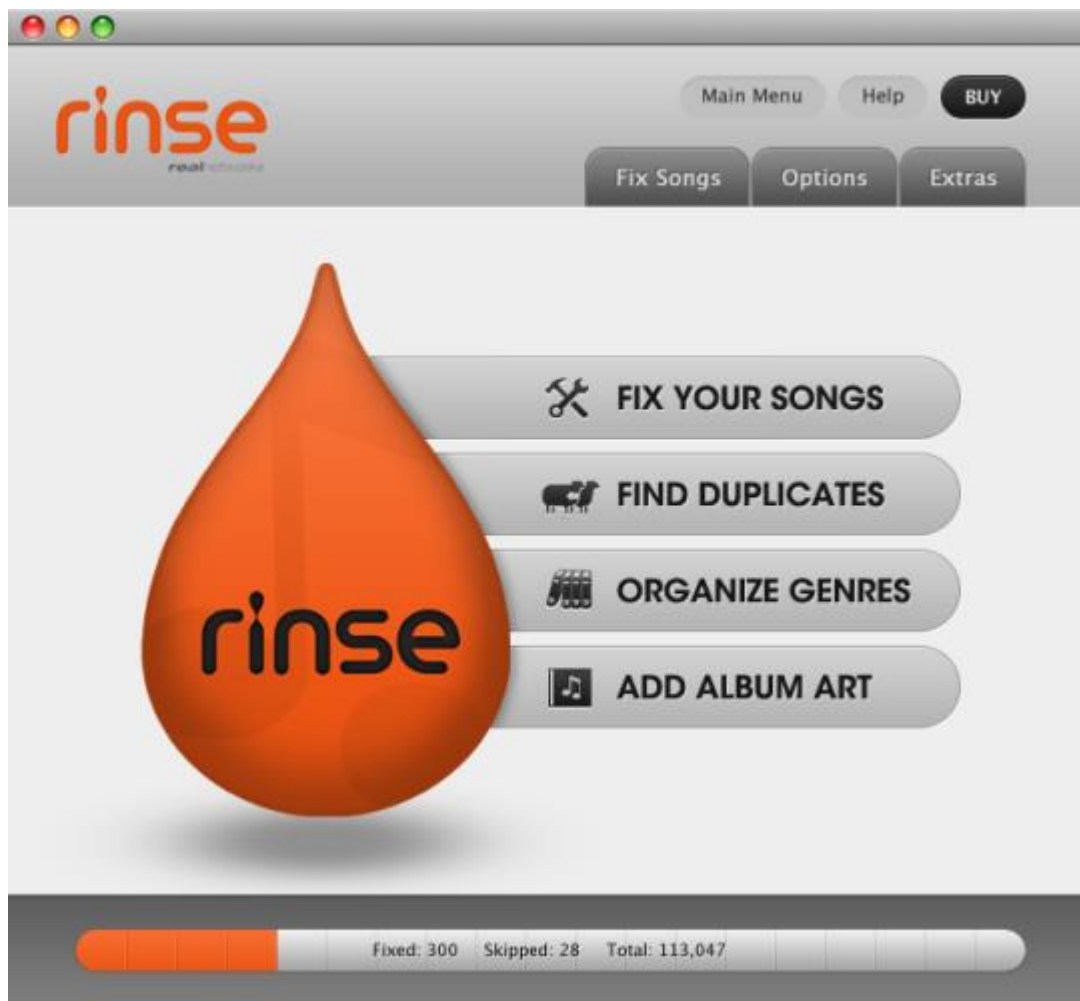 rinse
real
Main Menu Help BUY
Fix Songs Options Extras
FIX YOUR SONGS
FIND DUPLICATES
ORGANIZE GENRES
ADD ALBUM ART
rinse
Fixed: 300 Skipped: 28 Total: 113,047